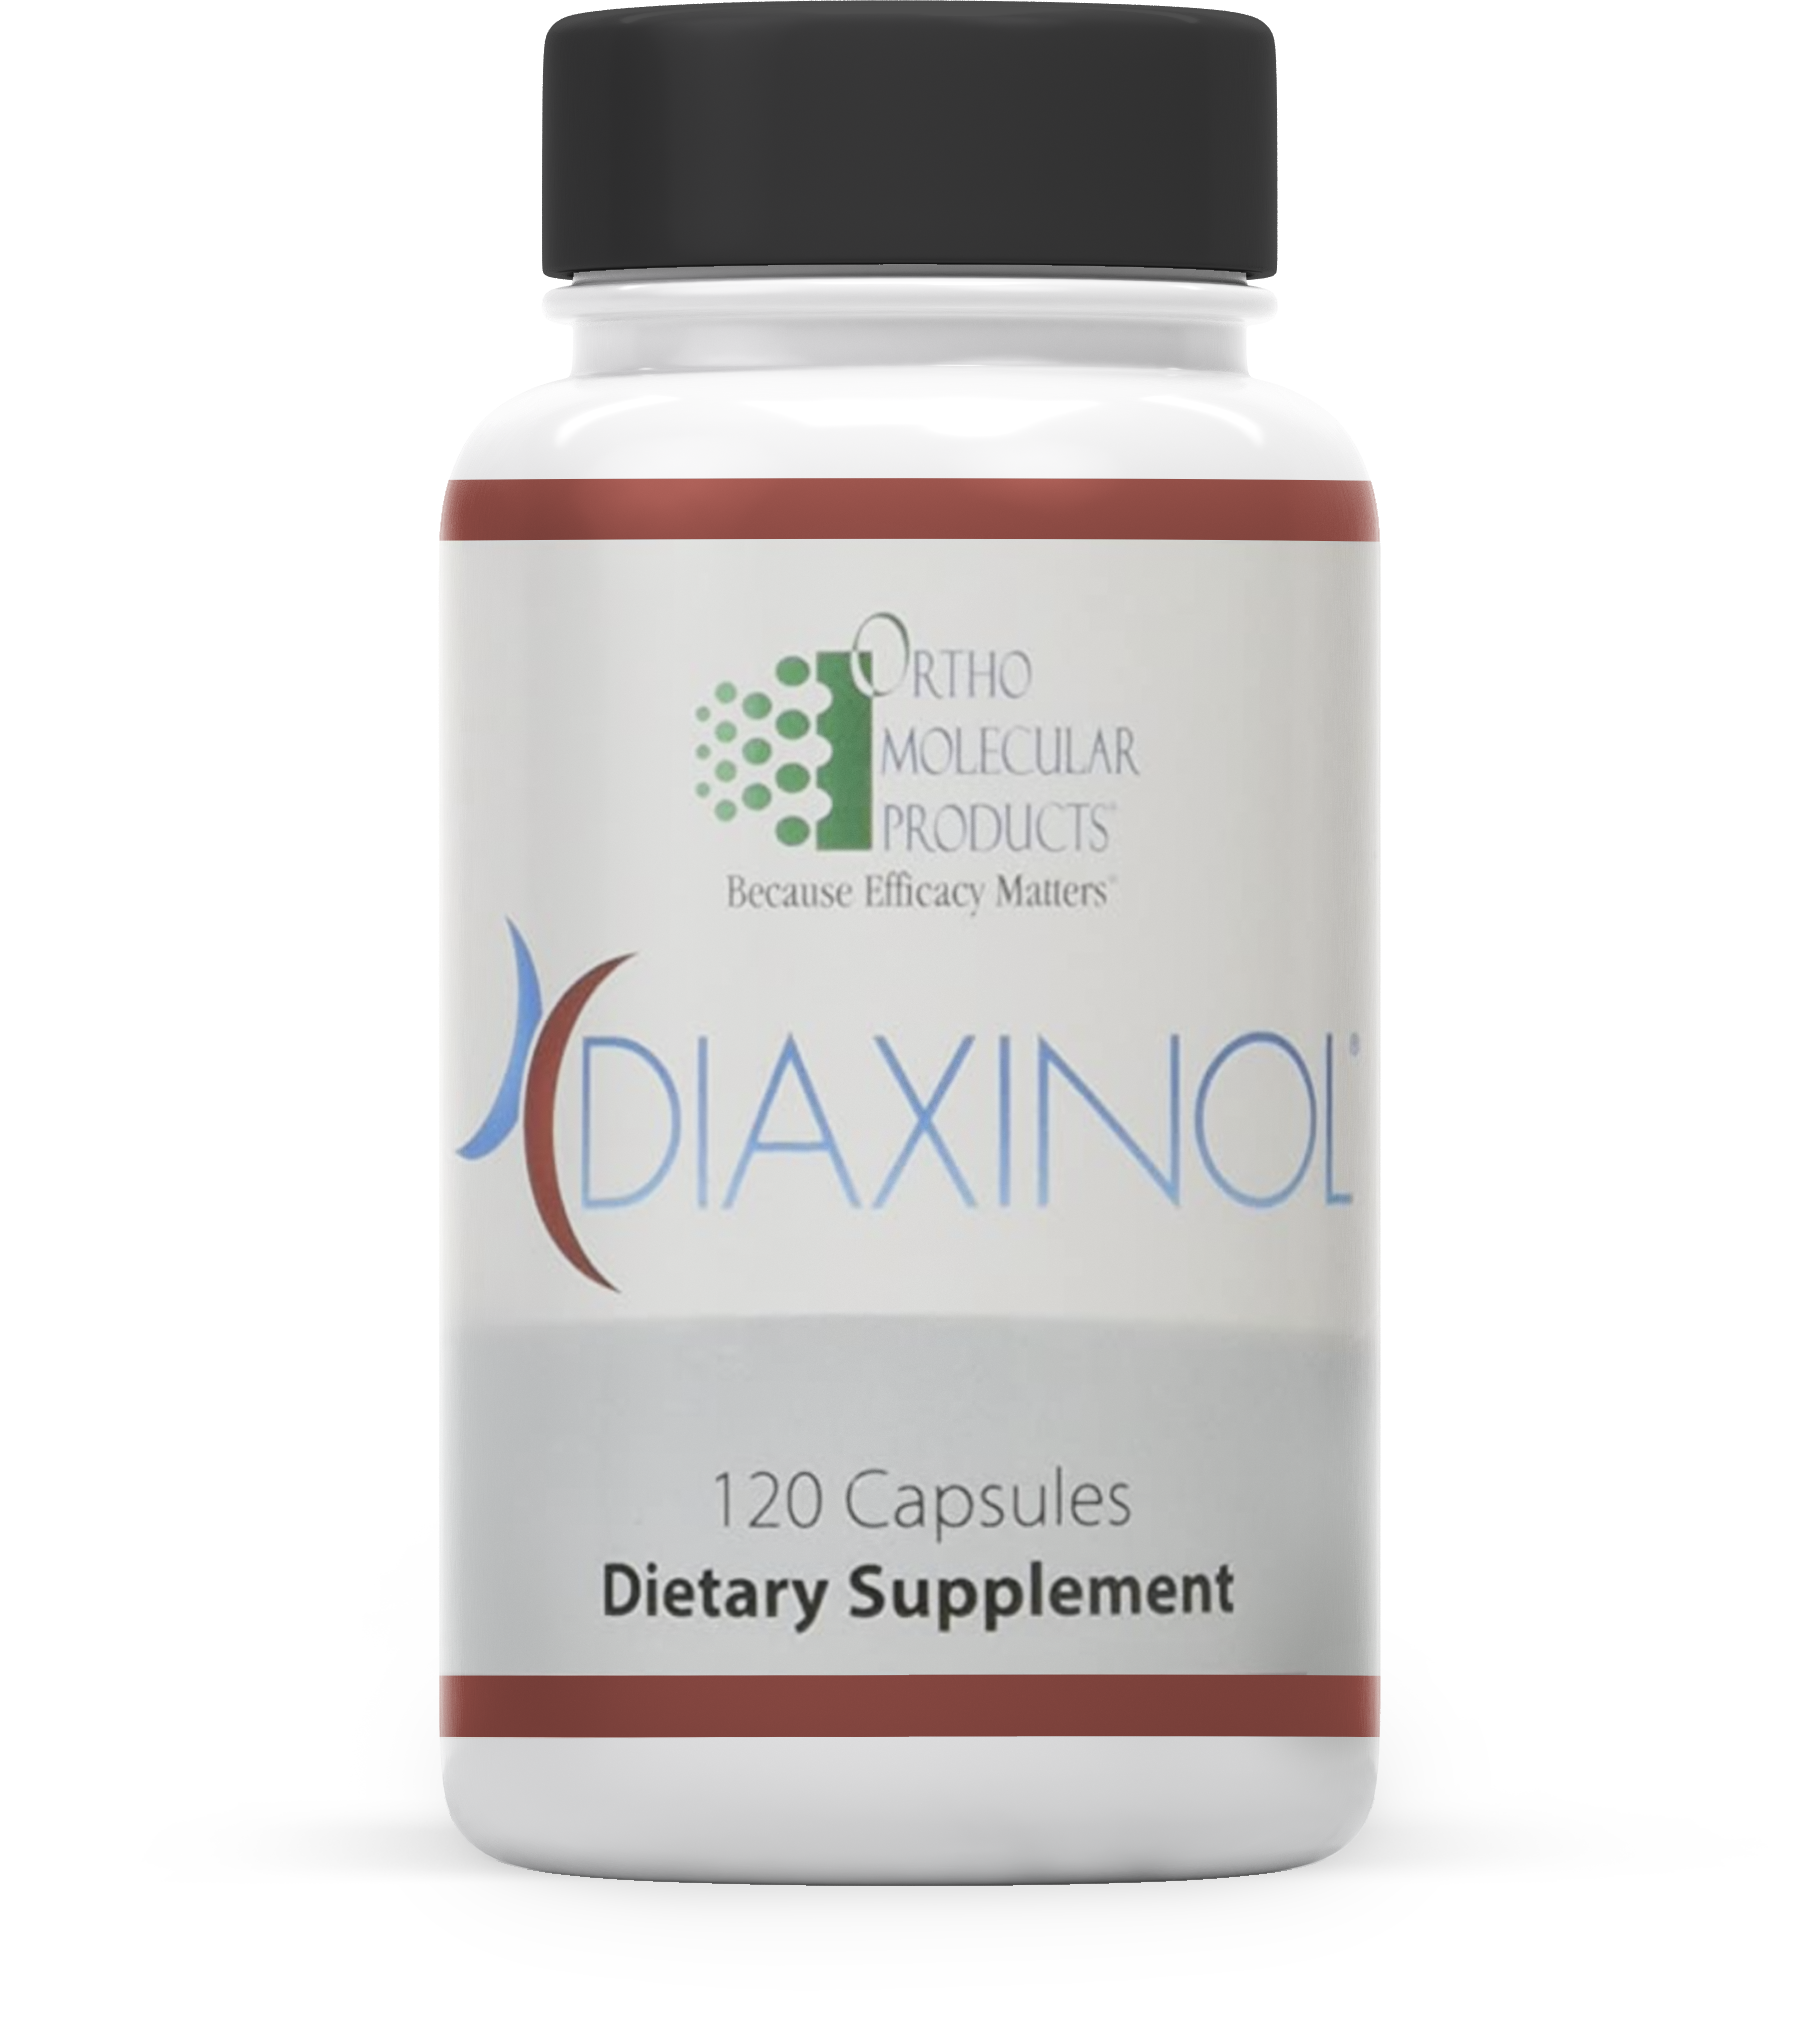 ORTHO
MOLECULAR
PRODUCTS®
Because Efficacy Matters®
DIAXINOL®
120 Capsules
Dietary Supplement